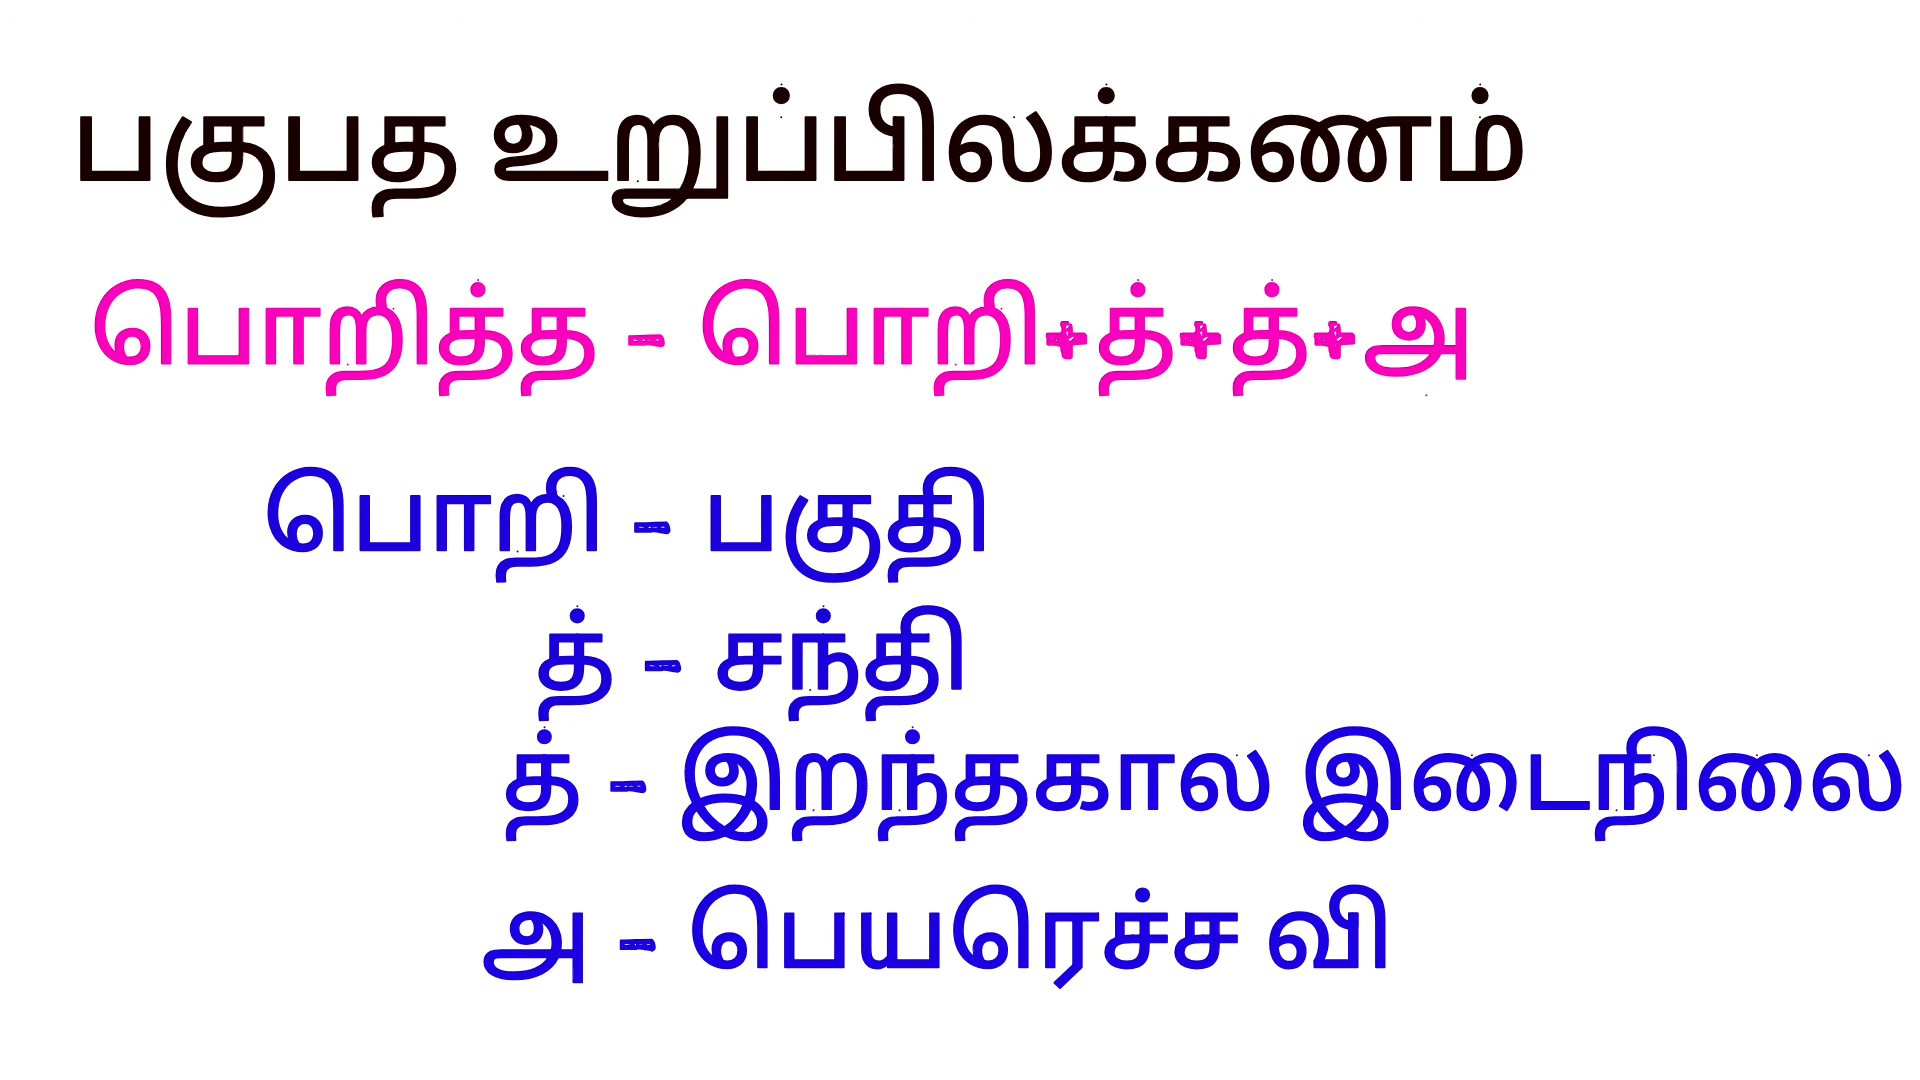 பகுபத உறுப்பிலக்கணம்
பொறித்த - பொறி+த்+த்+அ
பொறி - பகுதி
த் - சந்தி
த் - இறந்தகால இடைநிலை
அ - பெயரெச்ச வி